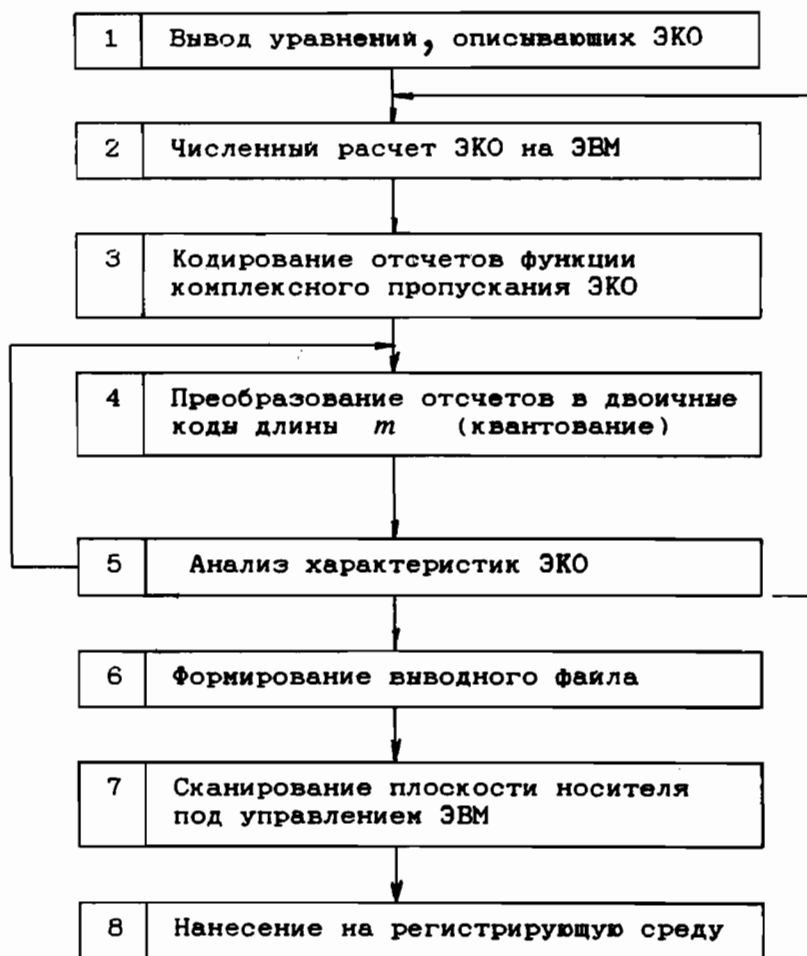 1 Вывод уравнений, описывающих ЭКО
2 Численный расчет ЭКО на ЭВМ
3 Кодирование отсчетов функции
комплексного пропускания ЭКО
4 Преобразование отсчетов в двоичные
коды длины m (квантование)
5 Анализ характеристик ЭКО
6 Формирование выводного файла
7 Сканирование плоскости носителя
под управлением ЭВМ
8 Нанесение на регистрирующую среду